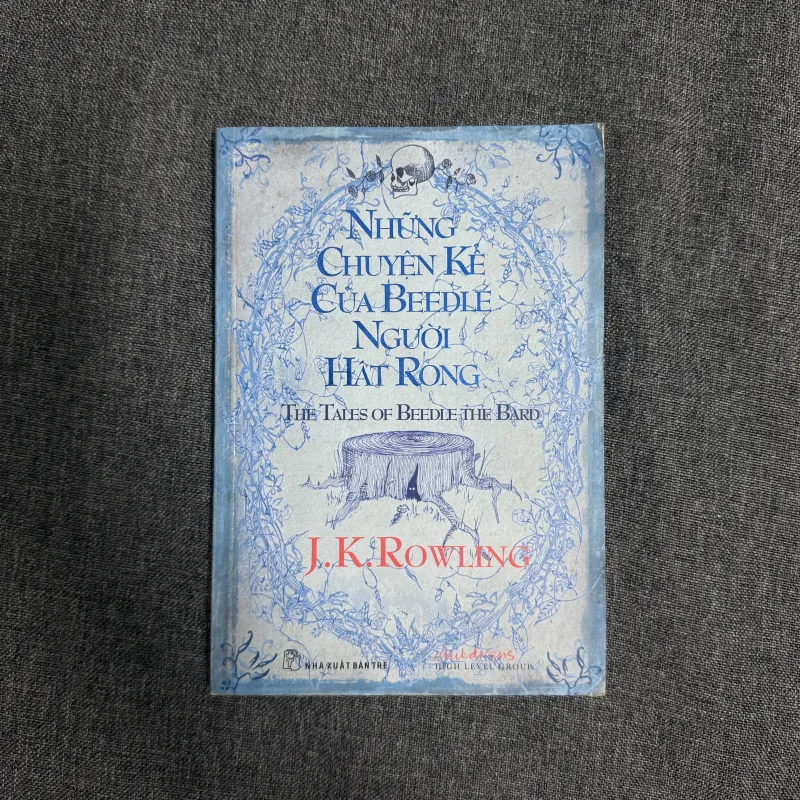 NHỮNG
CHUYỆN KỂ
CỦA BEEDLE
NGƯỜI
HÁT RONG
THE TALES OF BEEDLE THE BARD
J.K.ROWLING
NHÀ XUẤT BẢN TRẺ
children's
HIGH LEVEL GROUP